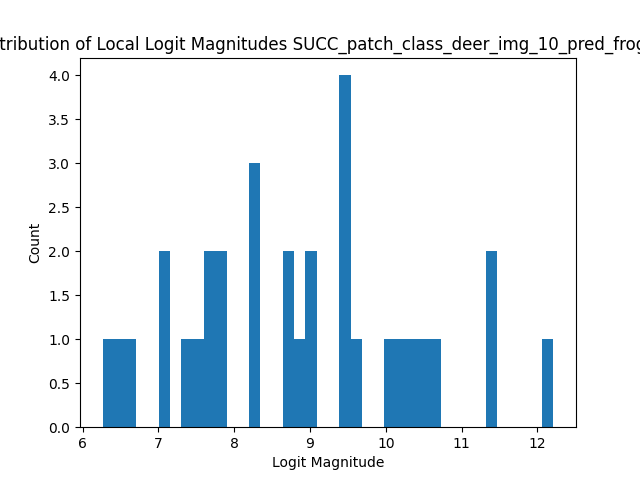 tribution of Local Logit Magnitudes SUCC_patch_class_deer_img_10_pred_frog
4.0
3.5
3.0
2.5
2.0
1.5
1.0
0.5
0.0
Count
6 7 8 9 10 11 12
Logit Magnitude